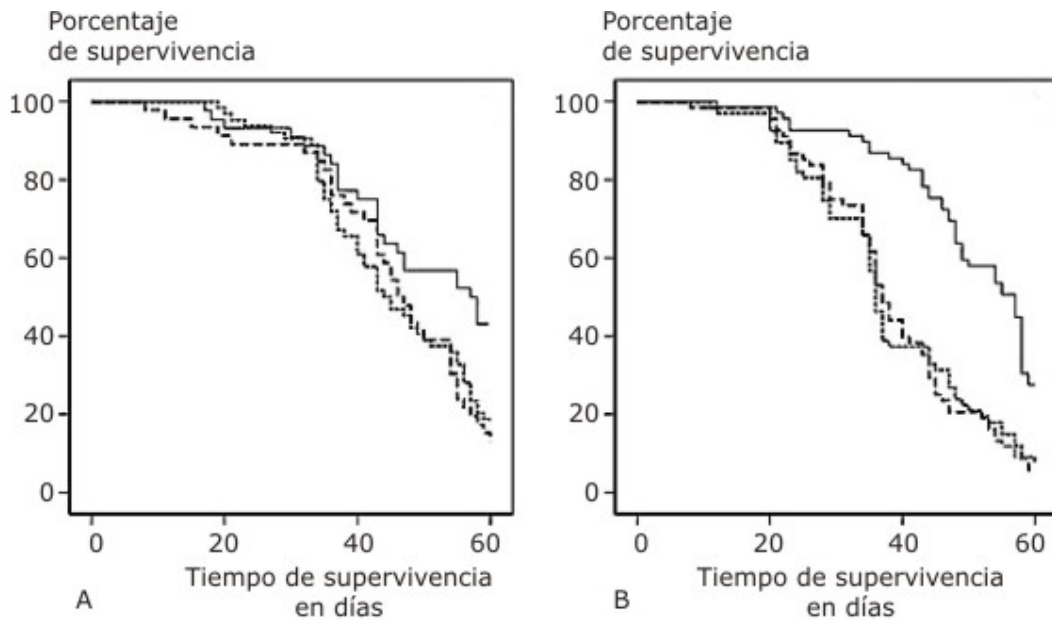 Porcentaje
de supervivencia
100
80
60
40
20
0
0 20 40 60
Tiempo de supervivencia
en días
A
Porcentaje
de supervivencia
100
80
60
40
20
0
0 20 40 60
Tiempo de supervivencia
en días
B